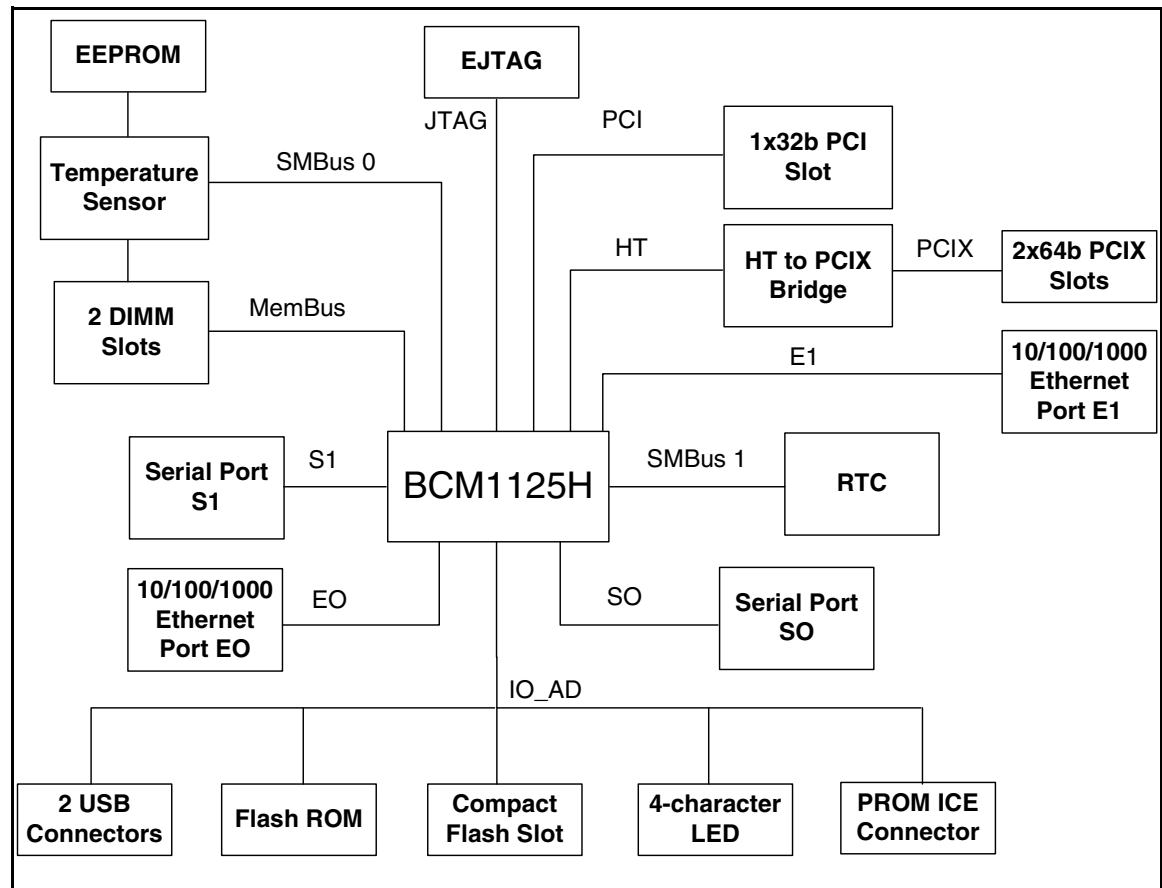 EEPROM
EJTAG
JTAG
PCI
1x32b PCI
Slot
Temperature
Sensor
SMBus 0
HT
HT to PCIX
Bridge
PCIX
2x64b PCIX
Slots
2 DIMM
Slots
MemBus
E1
10/100/1000
Ethernet
Port E1
Serial Port
S1
S1
BCM1125H
SMBus 1
RTC
10/100/1000
Ethernet
Port EO
EO
SO
Serial Port
SO
IO_AD
2 USB
Connectors
Flash ROM
Compact
Flash Slot
4-character
LED
PROM ICE
Connector